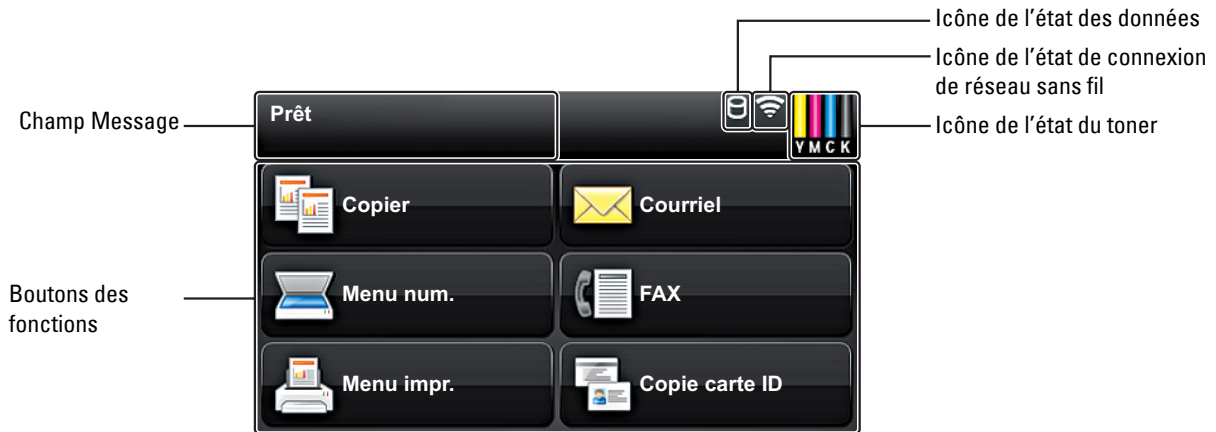 Icône de l'état des données
Icône de l'état de connexion
de réseau sans fil
Champ Message
Prêt
Icône de l'état du toner
Y M C K
Copier
Courriel
Boutons des
fonctions
Menu num.
FAX
Menu impr.
Copie carte ID